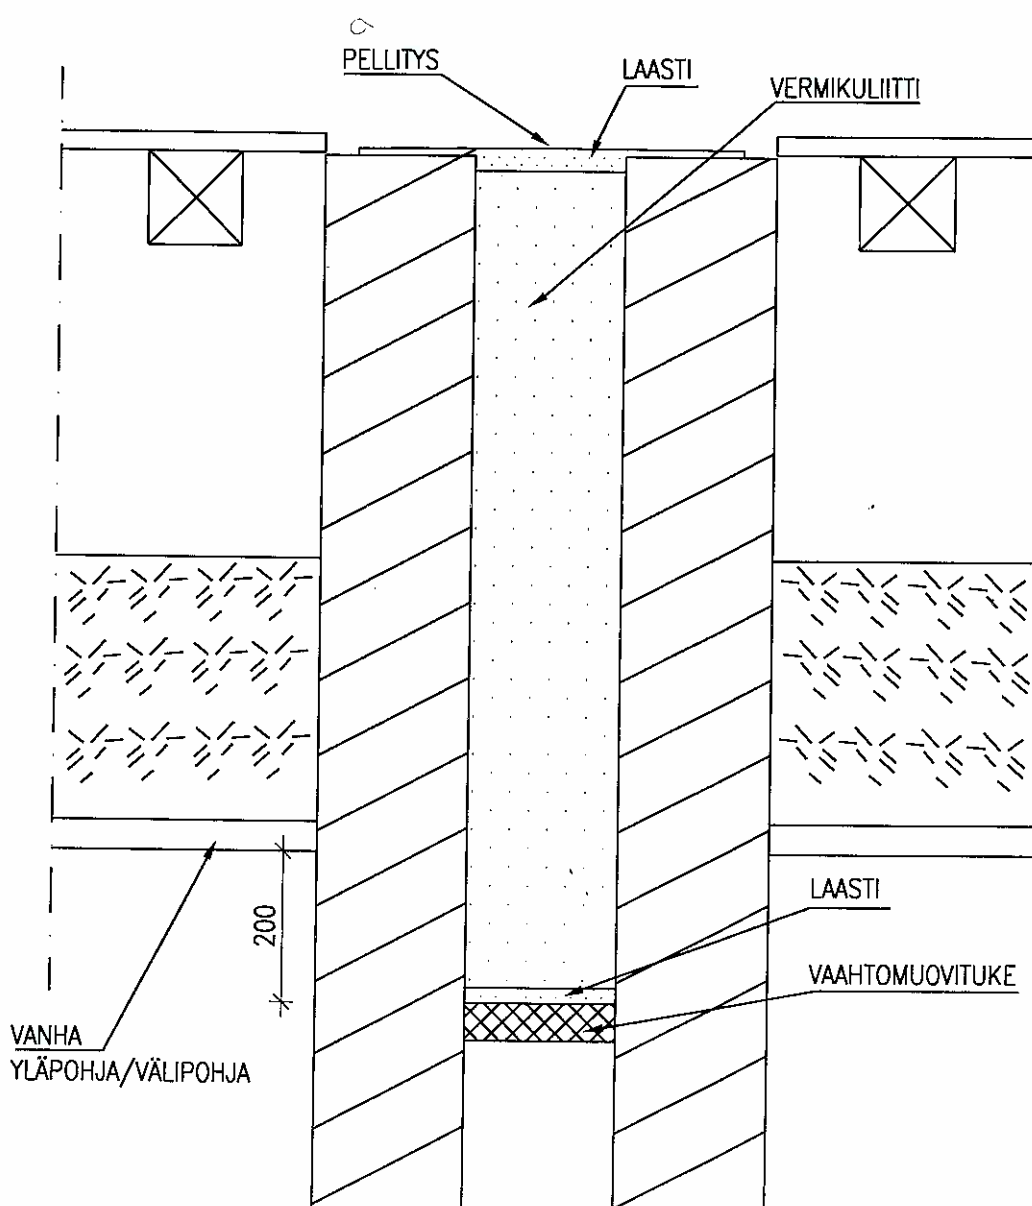 PELLITYS
LAASTI
VERMIKULIITTI
200
LAASTI
VAAHTOMUOVITUKE
VANHA
YLÄPOHJA/VÄLIPOHJA